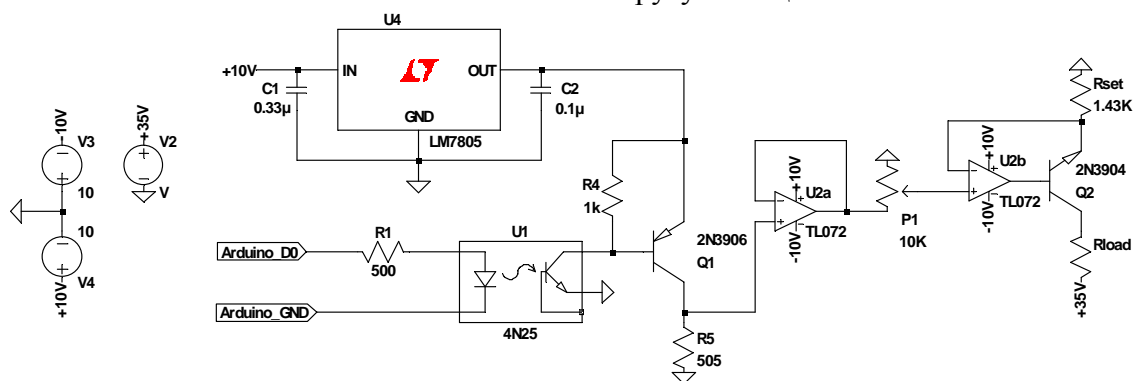 U4
+10V
IN
OUT
GND
LM7805
C1
0.33µ
C2
0.1µ
-10V
V3
10
+35V
V2
V
10
V4
+10V
R4
1k
Arduino_D0
R1
500
U1
Arduino_GND
4N25
2N3906
Q1
R5
505
+10V
U2a
-10V
TL072
P1
10K
+10V
U2b
-10V
TL072
Rset
1.43K
2N3904
Q2
Rload
+35V